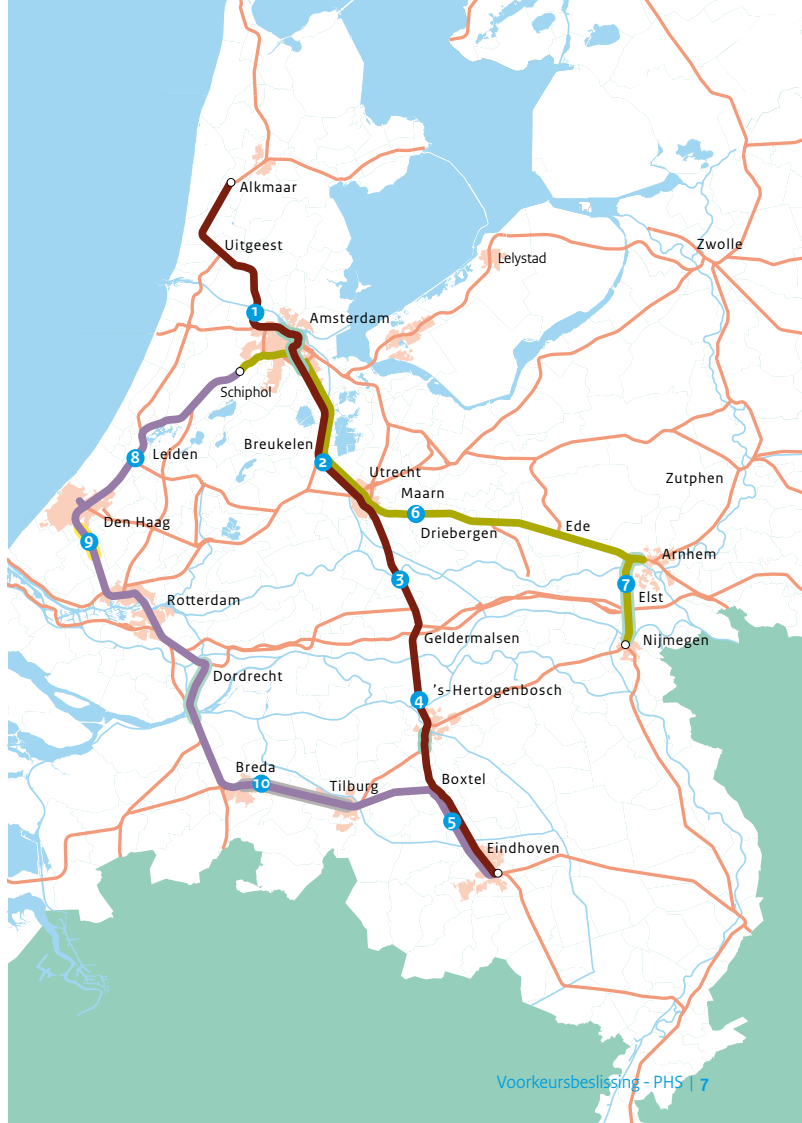 Alkmaar
Uitgeest
Zwolle
Lelystad
1
Amsterdam
Schiphol
Breukelen
8
Leiden
2
Utrecht
Zutphen
Maarn
6
Den Haag
Driebergen
Ede
9
Arnhem
3
7
Elst
Rotterdam
Geldermalsen
Nijmegen
Dordrecht
's-Hertogenbosch
4
Breda
10
Tilburg
Boxtel
5
Eindhoven
Voorkeursbeslissing - PHS | 7